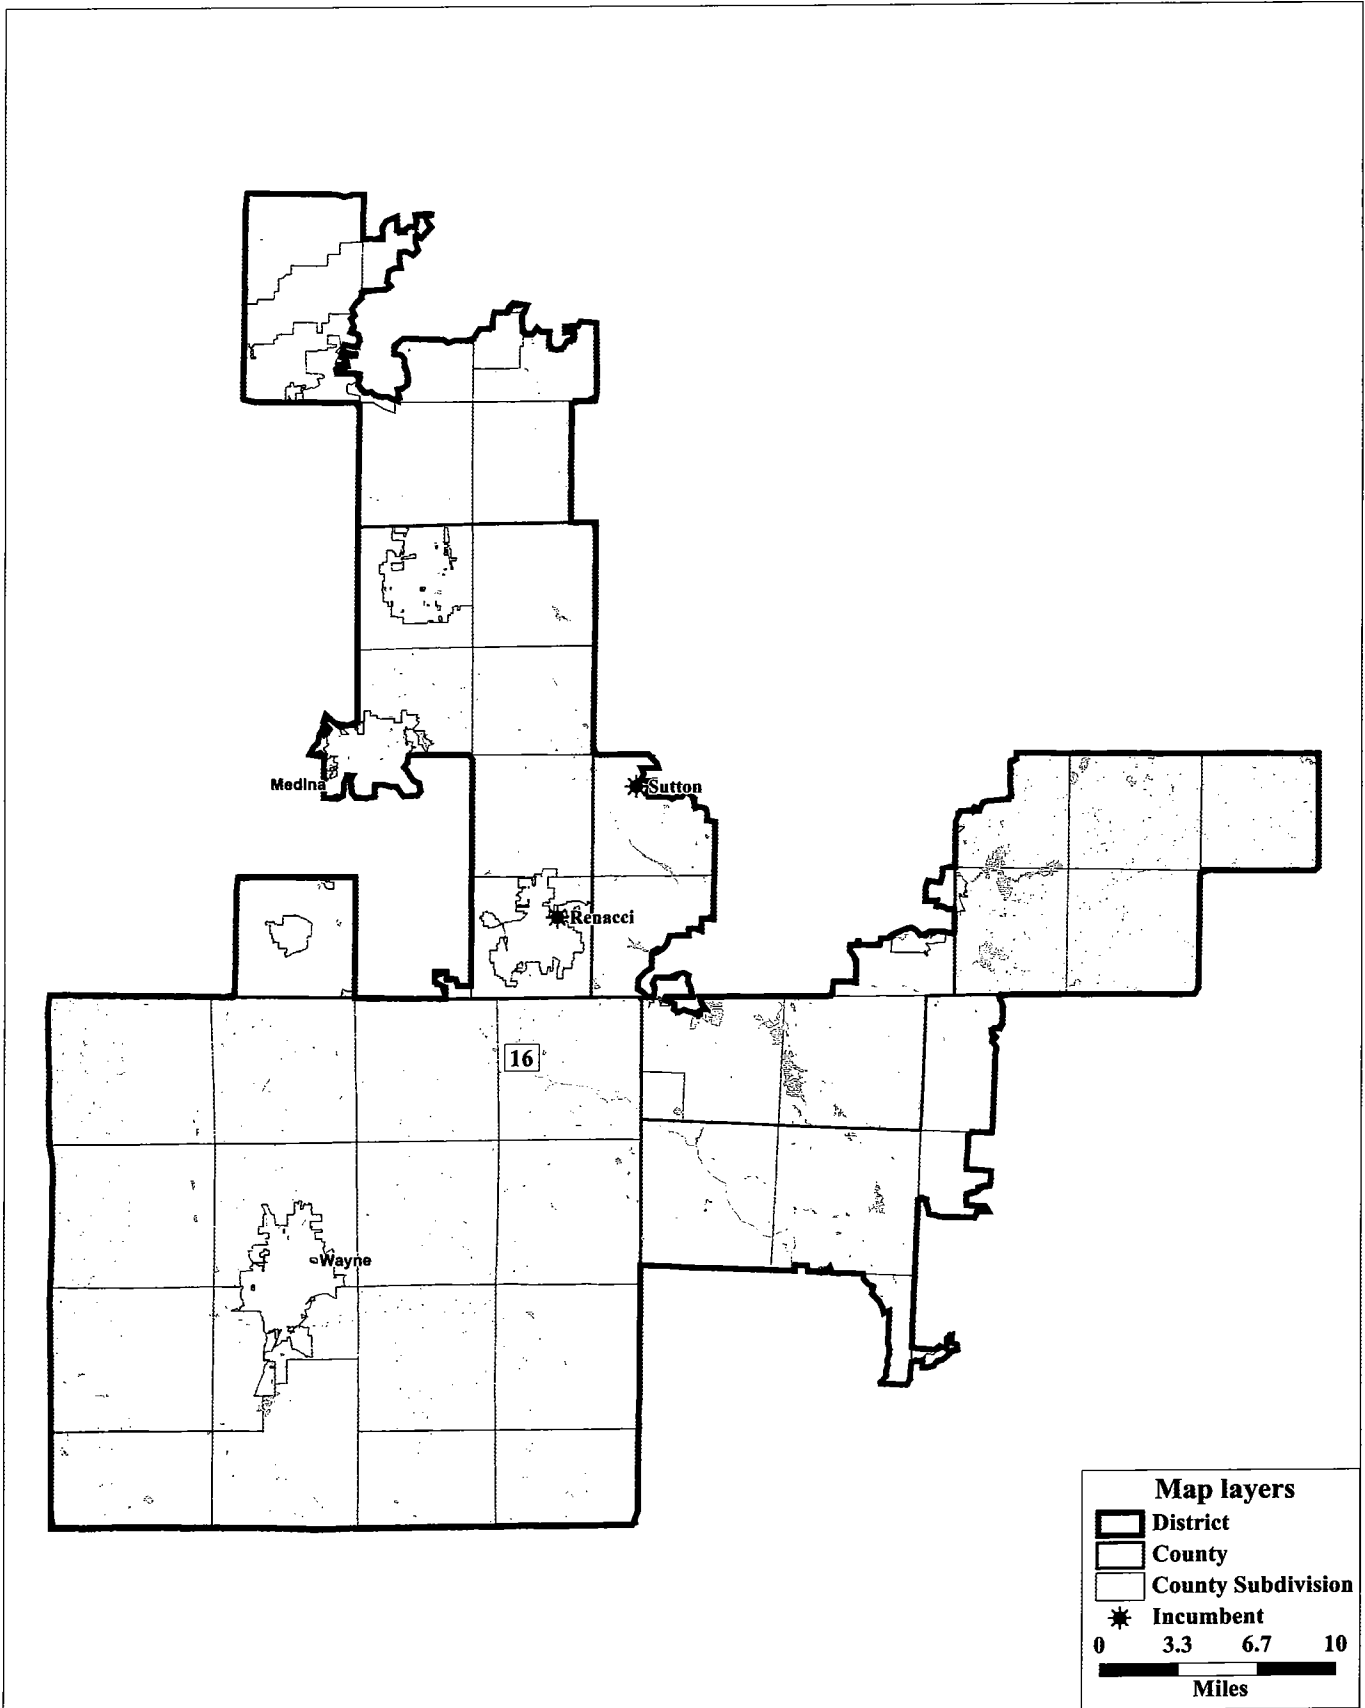 Medina
Sutton
Renacci
16
Wayne
Map layers
District
County
County Subdivision
Incumbent
0 3.3 6.7 10
Miles